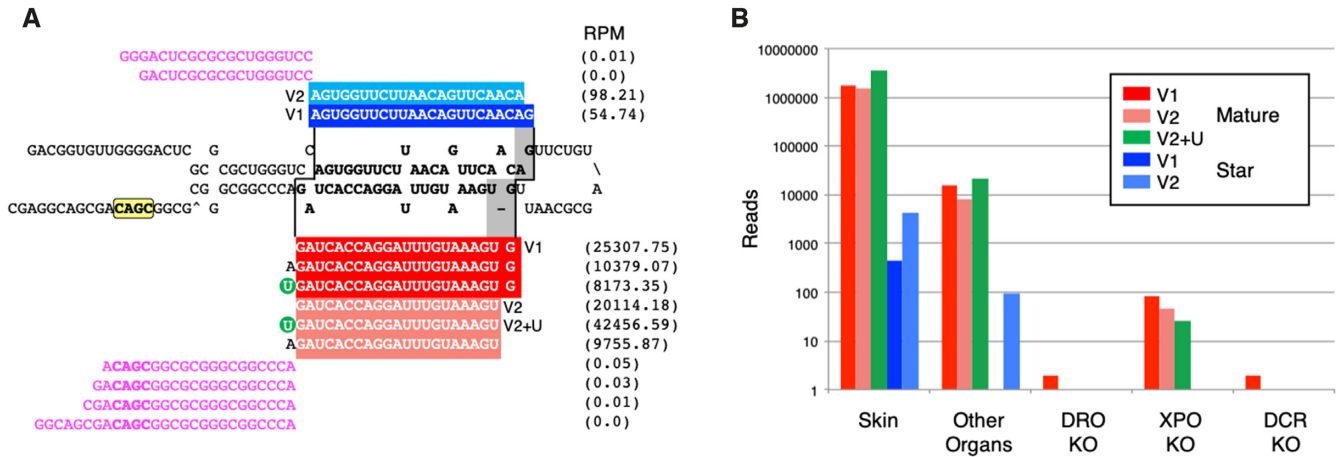 A
RPM
GGGACUCGCGCGCUGGGUCC (0.01)
GACUCGCGCGCUGGGUCC (0.0)
V2 AGUGGUUCUUAACAGUUCAACA (98.21)
V1 AGUGGUUCUUAACAGUUCAACAG (54.74)
GACGGUGUUGGGGACUC G C U G A GUUCUGU
GC CGCUGGGUC AGUGGUUCU AACA UUCA CA \
CG GCGGCCCAG UCACCAGGA UUGU AAGU GU A
CGAGGCAGCGACAGCGGCG^ G A U A – UAACGCG
GAUCACCAGGAUUUGUAAAGU G V1 (25307.75)
AGAUCACCAGGAUUUGUAAAGU G (10379.07)
UGAUCACCAGGAUUUGUAAAGU G (8173.35)
GAUCACCAGGAUUUGUAAAGU V2 (20114.18)
UGAUCACCAGGAUUUGUAAAGU V2+U (42456.59)
AGAUCACCAGGAUUUGUAAAGU (9755.87)
ACAGCGGCGCGGGCGGCCCA (0.05)
GACAGCGGCGCGGGCGGCCCA (0.03)
CGACAGCGGCGCGGGCGGCCCA (0.01)
GGCAGCGACAGCGGCGCGGGCGGCCCA (0.0)
B
Reads
10000000
1000000
100000
10000
1000
100
10
1
V1
V2 Mature
V2+U
V1 Star
V2
Skin Other Organs DRO KO XPO KO DCR KO